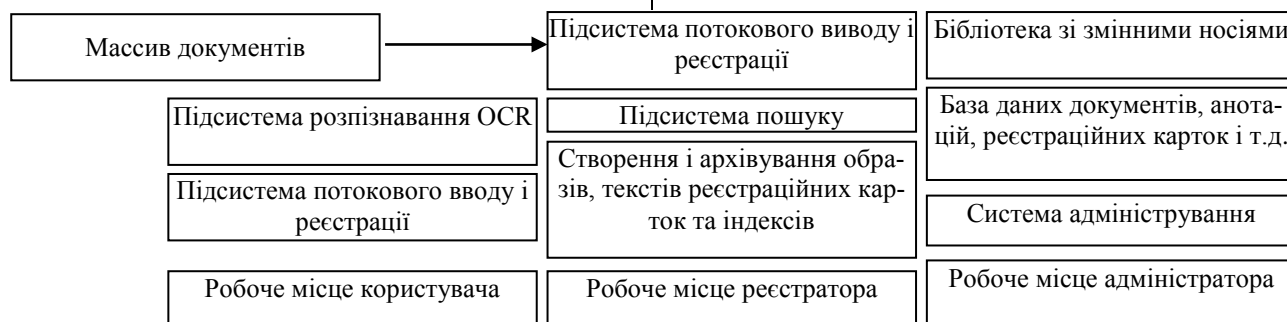 Массив документів
Підсистема потокового виводу і
реєстрації
Бібліотека зі змінними носіями
Підсистема розпізнавання OCR
Підсистема пошуку
База даних документів, анота-
цій, реєстраційних карток і т.д.
Підсистема потокового вводу і
реєстрації
Створення і архівування обра-
зів, текстів реєстраційних кар-
ток та індексів
Система адміністрування
Робоче місце користувача
Робоче місце реєстратора
Робоче місце адміністратора